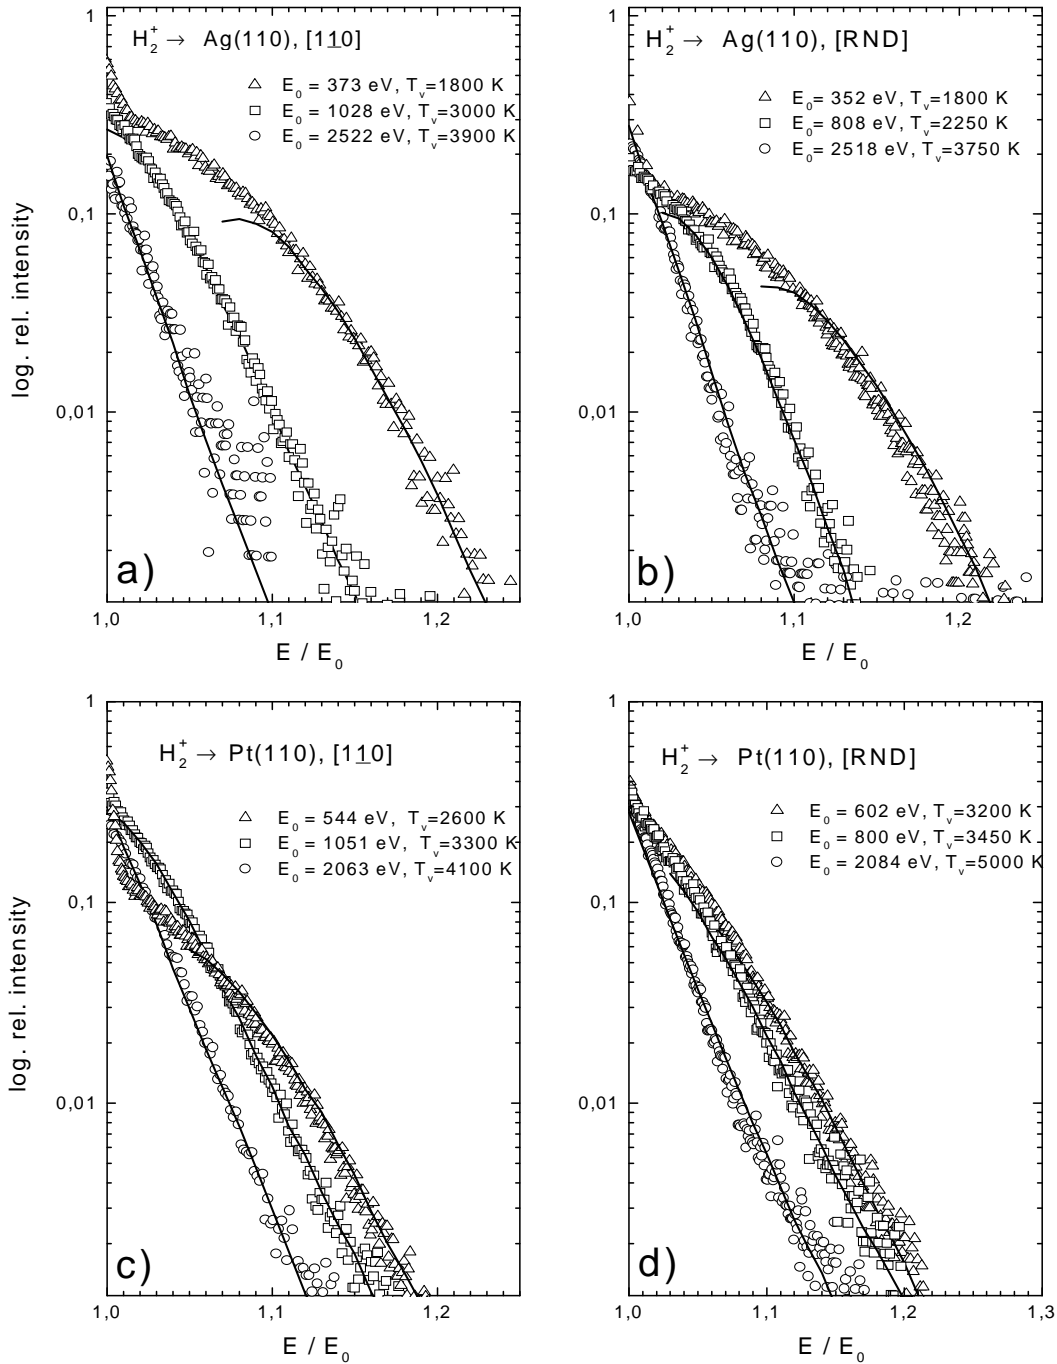 H₂⁺ → Ag(110), [11̲0]
△ E₀ = 373 eV, Tᵥ=1800 K
□ E₀ = 1028 eV, Tᵥ=3000 K
○ E₀ = 2522 eV, Tᵥ=3900 K
1
0,1
0,01
log. rel. intensity
a)
1,0 1,1 1,2
E / E₀
H₂⁺ → Ag(110), [RND]
△ E₀= 352 eV, Tᵥ=1800 K
□ E₀= 808 eV, Tᵥ=2250 K
○ E₀= 2518 eV, Tᵥ=3750 K
1
0,1
0,01
b)
1,0 1,1 1,2
E / E₀
H₂⁺ → Pt(110), [11̲0]
△ E₀ = 544 eV, Tᵥ=2600 K
□ E₀ = 1051 eV, Tᵥ=3300 K
○ E₀ = 2063 eV, Tᵥ=4100 K
1
0,1
0,01
log. rel. intensity
c)
1,0 1,1 1,2
E / E₀
H₂⁺ → Pt(110), [RND]
△ E₀ = 602 eV, Tᵥ=3200 K
□ E₀ = 800 eV, Tᵥ=3450 K
○ E₀ = 2084 eV, Tᵥ=5000 K
1
0,1
0,01
d)
1,0 1,1 1,2 1,3
E / E₀